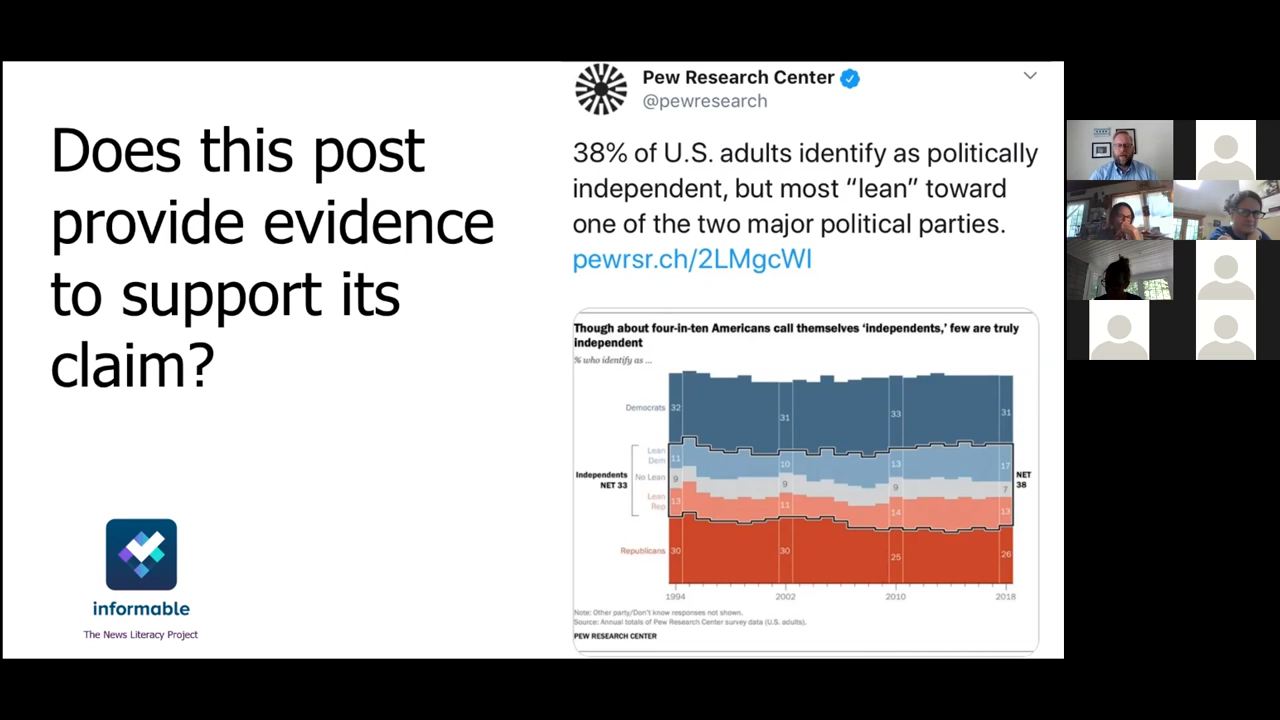 Does this post
provide evidence
to support its
claim?
informable
The News Literacy Project
Pew Research Center
@pewresearch
38% of U.S. adults identify as politically
independent, but most “lean” toward
one of the two major political parties.
pewrsr.ch/2LMgcWI
Though about four-in-ten Americans call themselves ‘independents,’ few are truly
independent
% who identify as ...
Democrats 32 31 33 31
Lean
Dem 11 10 13 17
Independents
NET 33
No Lean 9 9 9 7
NET
38
Lean
Rep 13 11 14 13
Republicans 30 30 25 26
1994 2002 2010 2018
Note: Other party/Don't know responses not shown.
Source: Annual totals of Pew Research Center survey data (U.S. adults).
PEW RESEARCH CENTER